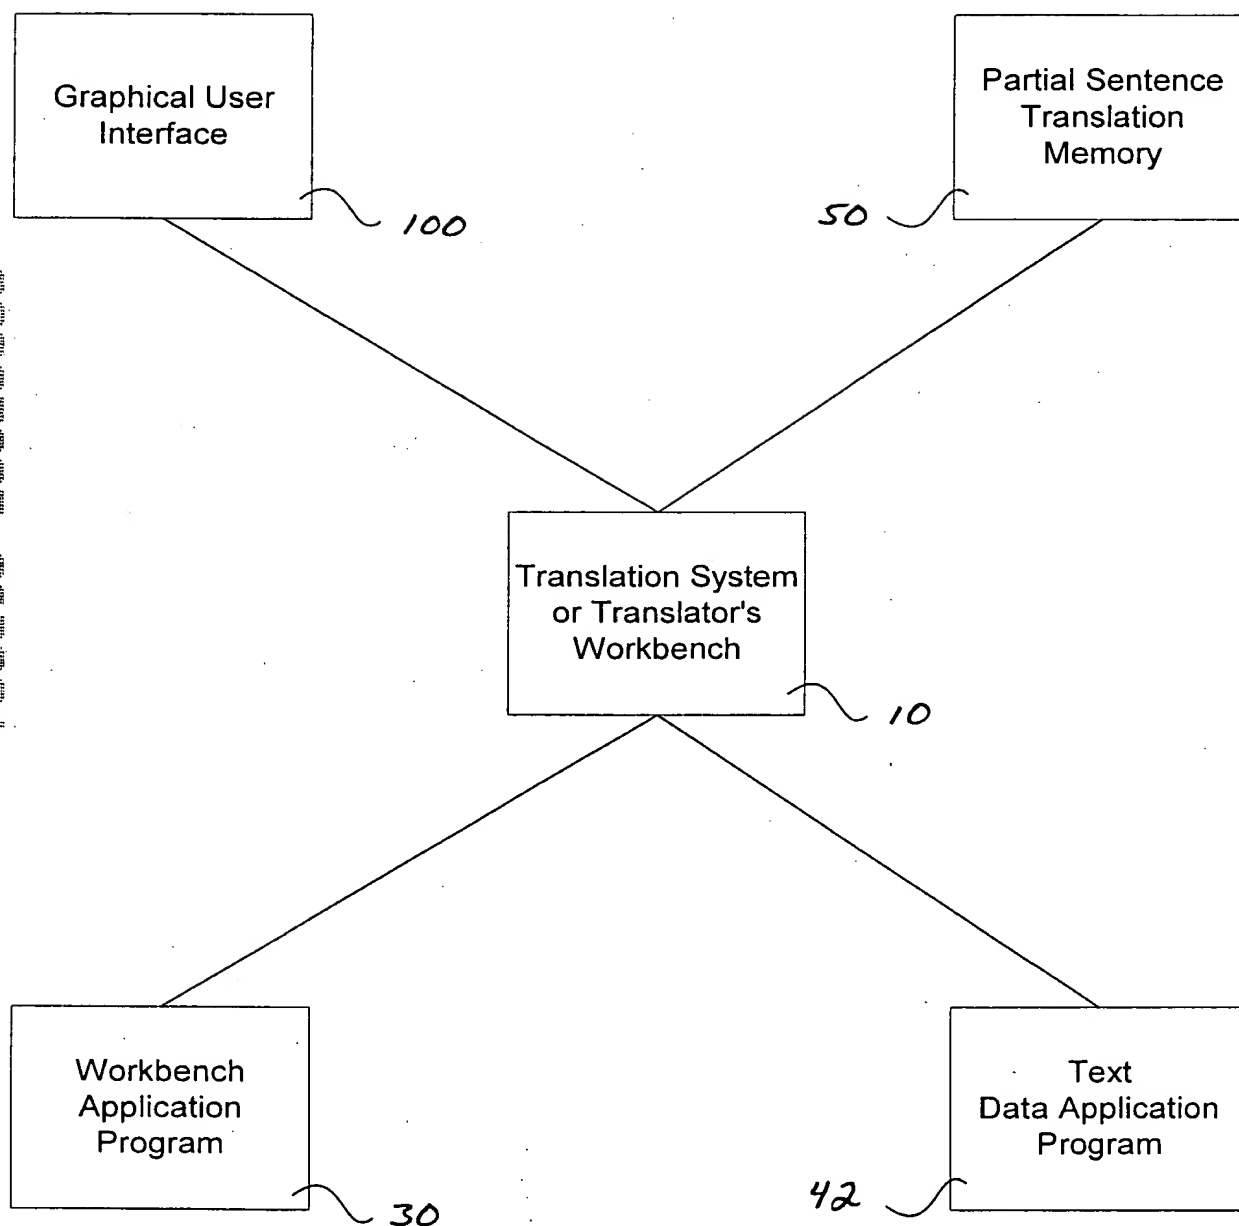 Graphical User
Interface
100
Partial Sentence
Translation
Memory
50
Translation System
or Translator's
Workbench
10
Workbench
Application
Program
30
Text
Data Application
Program
42